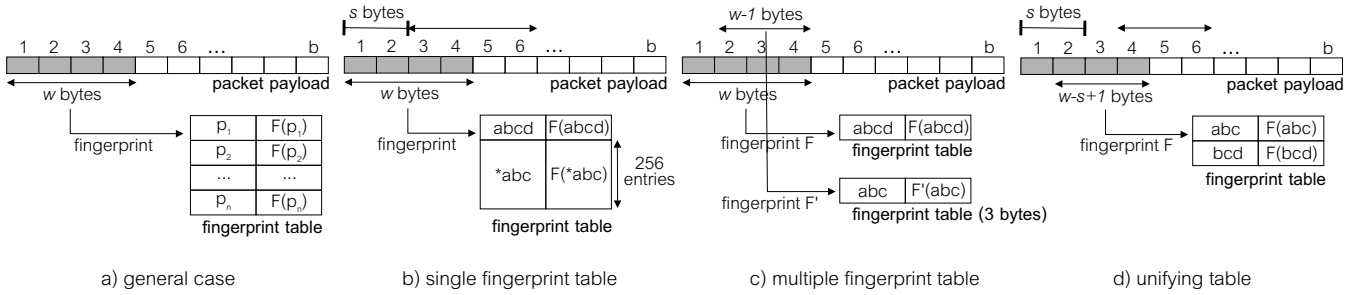 1 2 3 4 5 6 ... b
packet payload
w bytes
fingerprint
p1 F(p1)
p2 F(p2)
... ...
pn F(pn)
fingerprint table
a) general case
s bytes
1 2 3 4 5 6 ... b
packet payload
w bytes
fingerprint
abcd F(abcd)
*abc F(*abc)
256
entries
fingerprint table
b) single fingerprint table
w-1 bytes
1 2 3 4 5 6 ... b
packet payload
w bytes
fingerprint F
abcd F(abcd)
fingerprint table
fingerprint F'
abc F'(abc)
fingerprint table (3 bytes)
c) multiple fingerprint table
s bytes
1 2 3 4 5 6 ... b
packet payload
w-s+1 bytes
fingerprint F
abc F(abc)
bcd F(bcd)
fingerprint table
d) unifying table